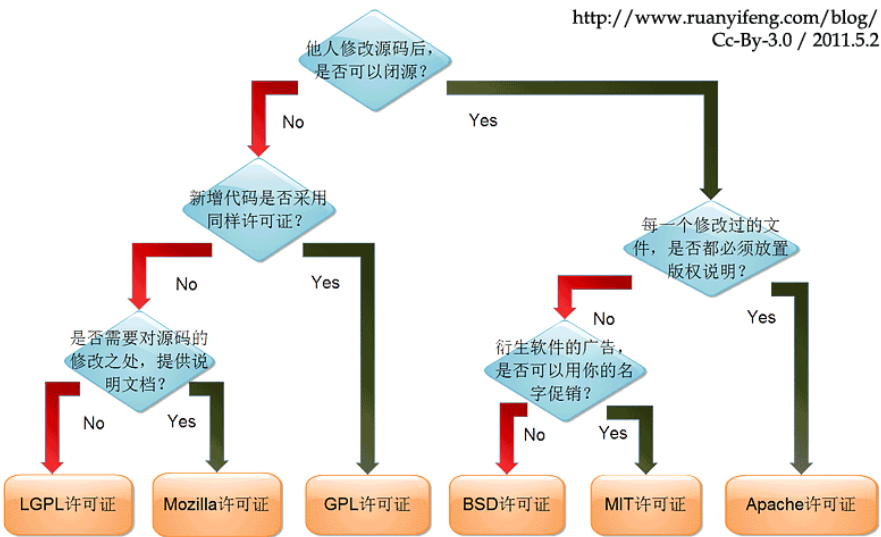 http://www.ruanyifeng.com/blog/
Cc-By-3.0 / 2011.5.2
他人修改源码后，
是否可以闭源？
No
Yes
新增代码是否采用
同样许可证？
每一个修改过的文
件，是否都必须放置
版权说明？
No
Yes
No
Yes
是否需要对源码的
修改之处，提供说
明文档？
衍生软件的广告，
是否可以用你的名
字促销？
No
Yes
No
Yes
LGPL许可证
Mozilla许可证
GPL许可证
BSD许可证
MIT许可证
Apache许可证